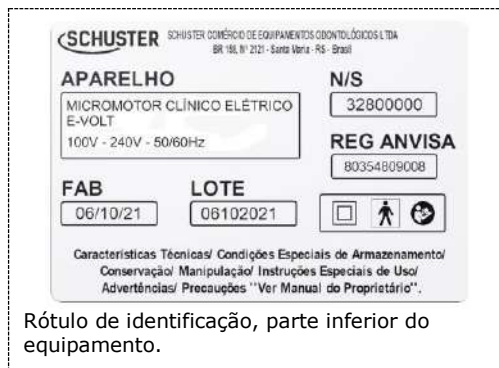 SCHUSTER
SCHUSTER COMÉRCIO DE EQUIPAMENTOS ODONTOLÓGICOS LTDA
BR 158, Nº 2121 - Santa Maria - RS - Brasil
APARELHO
MICROMOTOR CLÍNICO ELÉTRICO
E-VOLT
100V - 240V - 50/60Hz
N/S
32800000
REG ANVISA
80354809008
FAB
06/10/21
LOTE
06102021
Características Técnicas/ Condições Especiais de Armazenamento/
Conservação/ Manipulação/ Instruções Especiais de Uso/
Advertências/ Precauções "Ver Manual do Proprietário".
Rótulo de identificação, parte inferior do
equipamento.